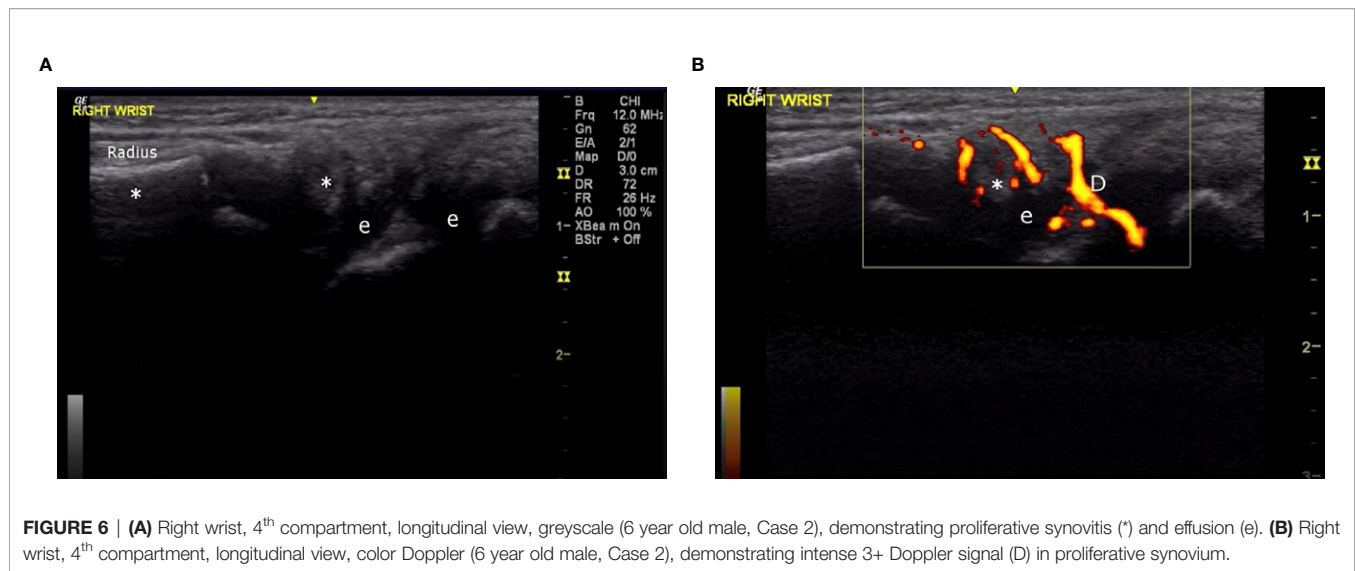 A
B
GE
RIGHT WRIST
Radius
*
*
e
e
B CHI
Frq 12.0 MHz
Gn 62
E/A 2/1
Map D/0
D 3.0 cm
DR 72
FR 26 Hz
AO 100 %
XBeam On
BStr + Off
1
2
GE
RIGHT WRIST
*
e
D
1
2
3
FIGURE 6 | (A) Right wrist, 4th compartment, longitudinal view, greyscale (6 year old male, Case 2), demonstrating proliferative synovitis (*) and effusion (e). (B) Right
wrist, 4th compartment, longitudinal view, color Doppler (6 year old male, Case 2), demonstrating intense 3+ Doppler signal (D) in proliferative synovium.